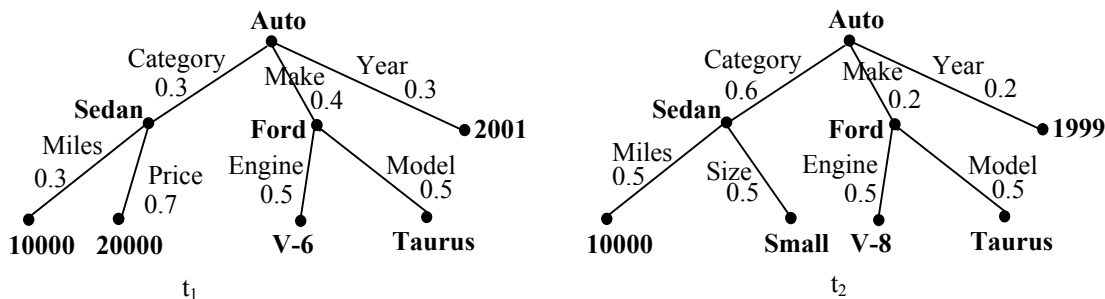 Auto
Category
0.3
Make
0.4
Year
0.3
Sedan
Ford
2001
Miles
0.3
Price
0.7
Engine
0.5
Model
0.5
10000
20000
V-6
Taurus
t1
Auto
Category
0.6
Make
0.2
Year
0.2
Sedan
Ford
1999
Miles
0.5
Size
0.5
Engine
0.5
Model
0.5
10000
Small
V-8
Taurus
t2